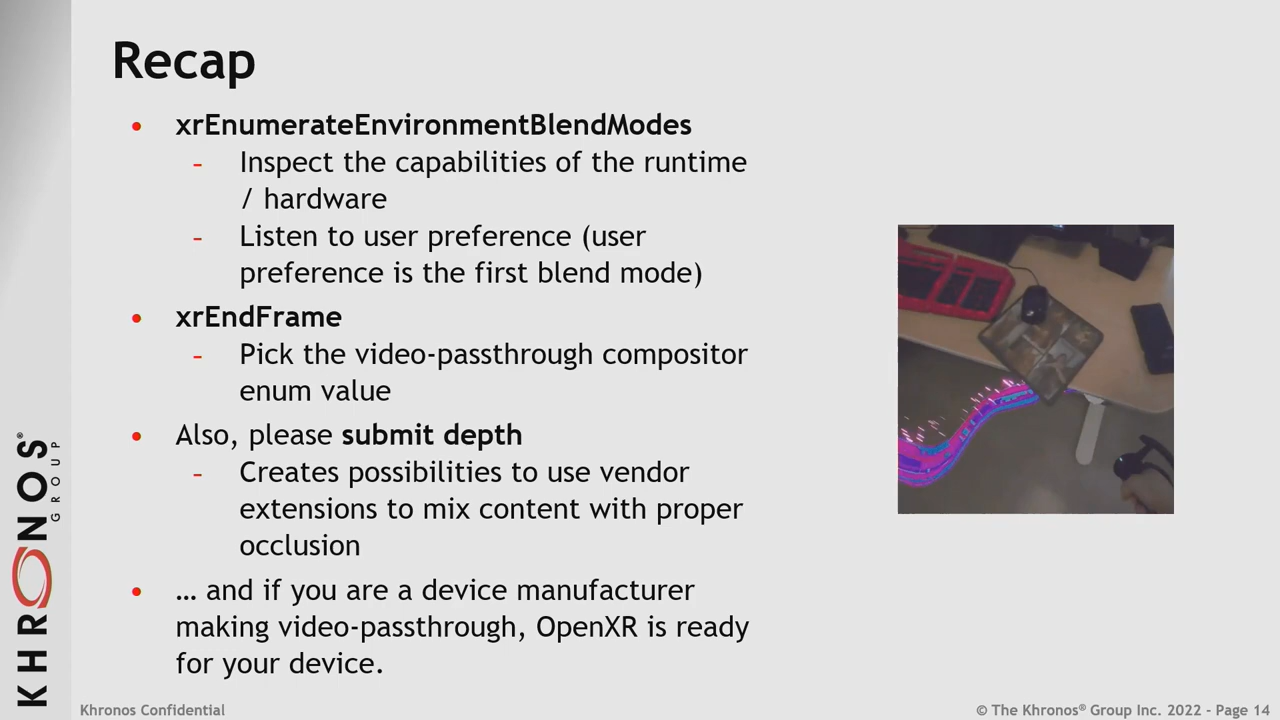 Recap
• xrEnumerateEnvironmentBlendModes
- Inspect the capabilities of the runtime
/ hardware
- Listen to user preference (user
preference is the first blend mode)
• xrEndFrame
- Pick the video-passthrough compositor
enum value
• Also, please submit depth
- Creates possibilities to use vendor
extensions to mix content with proper
occlusion
• … and if you are a device manufacturer
making video-passthrough, OpenXR is ready
for your device.
KHRONOS®
GROUP
Khronos Confidential
© The Khronos® Group Inc. 2022 - Page 14